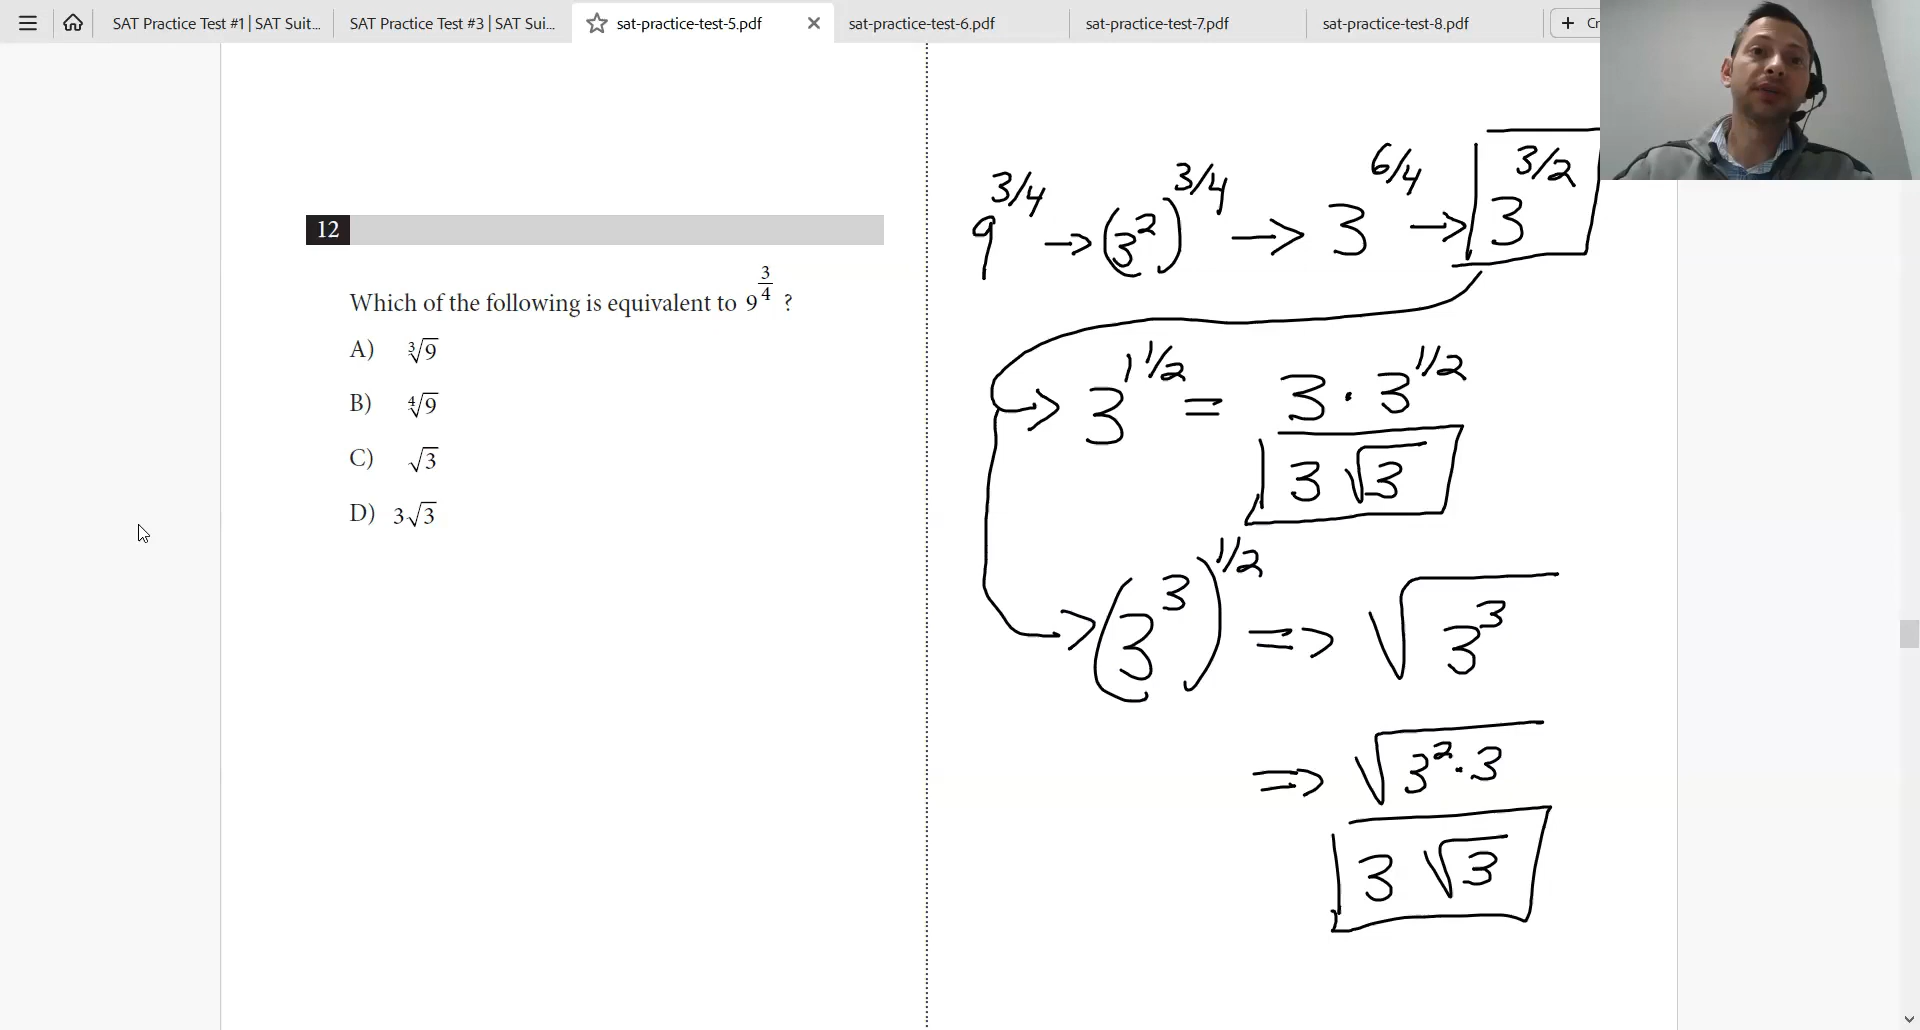 SAT Practice Test #1 | SAT Suit...
SAT Practice Test #3 | SAT Sui...
sat-practice-test-5.pdf
sat-practice-test-6.pdf
sat-practice-test-7.pdf
sat-practice-test-8.pdf
+ Cr
12
Which of the following is equivalent to 9^(3/4) ?
A) ∛9
B) ∜9
C) √3
D) 3√3
9^(3/4) → (3^2)^(3/4) → 3^(6/4) → 3^(3/2)
→ 3^(1 1/2) = 3 · 3^(1/2)
3 √3
→ (3^3)^(1/2) ⇒ √(3^3)
⇒ √(3^2 · 3)
3 √3